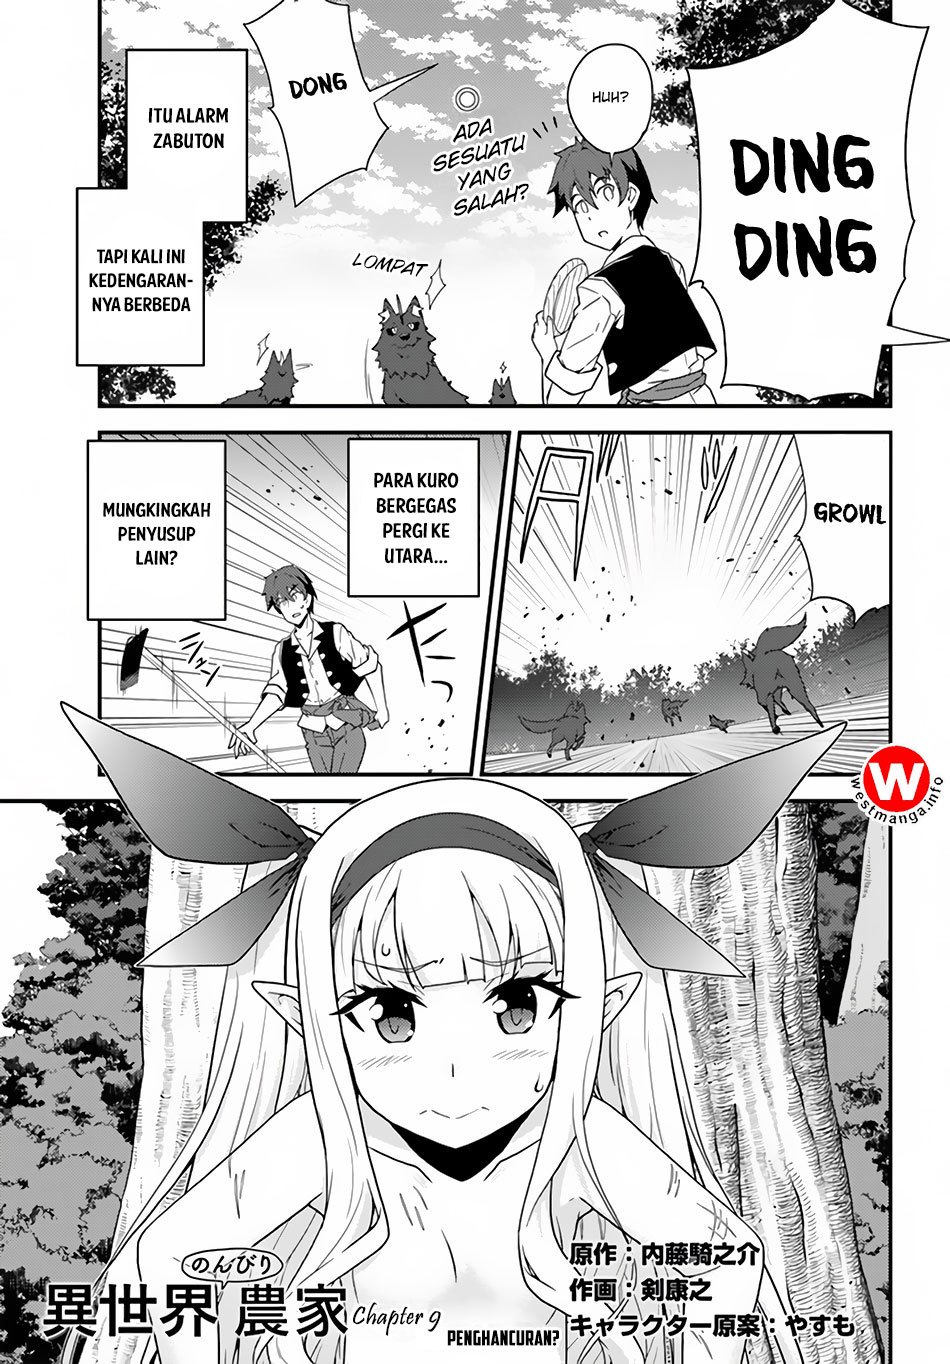 DING
DING
HUH?
ADA
SESUATU
YANG
SALAH?
DONG
LOMPAT
ITU ALARM
ZABUTON
TAPI KALI INI
KEDENGARAN-
NYA BERBEDA
GROWL
PARA KURO
BERGEGAS
PERGI KE
UTARA...
MUNGKINGKAH
PENYUSUP
LAIN?
W
westmanga.info
のんびり
異世界 農家
Chapter 9
PENGHANCURAN?
原作:内藤騎之介
作画:剣康之
キャラクター原案:やすも